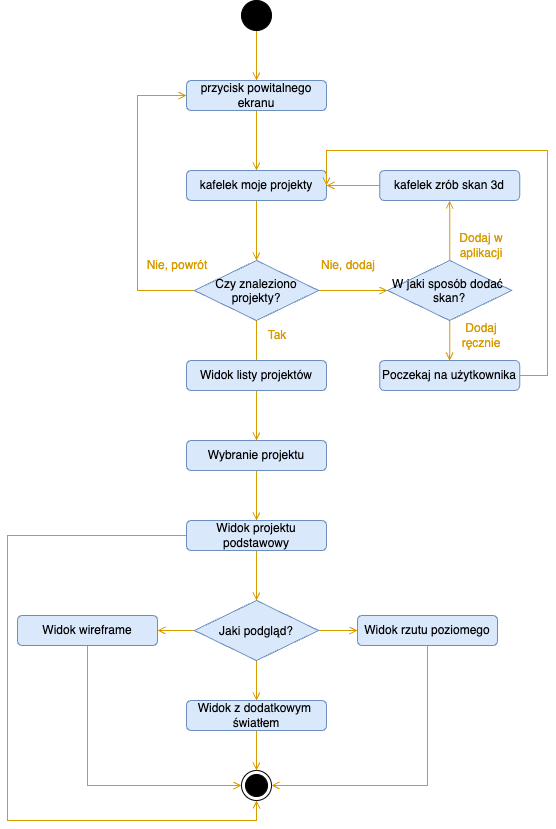 przycisk powitalnego
ekranu
kafelek moje projekty
kafelek zrób skan 3d
Dodaj w
aplikacji
Nie, powrót
Nie, dodaj
Czy znaleziono
projekty?
W jaki sposób dodać
skan?
Tak
Dodaj
ręcznie
Widok listy projektów
Poczekaj na użytkownika
Wybranie projektu
Widok projektu
podstawowy
Widok wireframe
Jaki podgląd?
Widok rzutu poziomego
Widok z dodatkowym
światłem